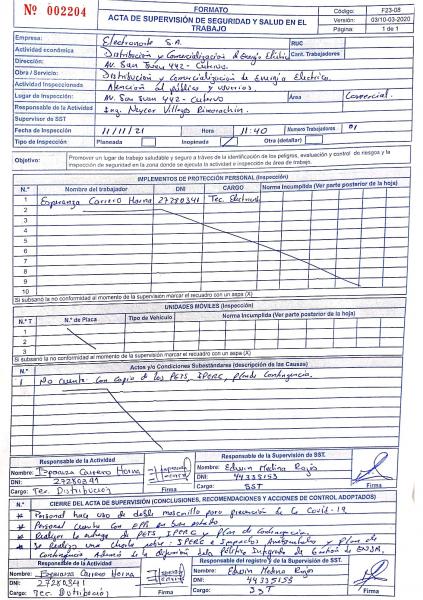 Nº 002204
FORMATO
ACTA DE SUPERVISIÓN DE SEGURIDAD Y SALUD EN EL TRABAJO
Código: F23-08
Versión: 03/10-03-2020
Página: 1 de 1
Empresa: Electronorte S.A. RUC
Actividad económica Distribución y Comercialización de Energía Eléctric Cant. Trabajadores
Dirección: AV. San Juan 442 - Cutervo
Obra / Servicio: Distribución y Comercialización de Energía Electrica.
Actividad Inspeccionada Atención al público y usuarios.
Lugar de Inspección: AV. San Juan 442 - Cutervo Área Comercial.
Responsable de la Actividad Ing. Neycer Villegas Rimarachin
Supervisor de SST
Fecha de Inspección 11/11/21 Hora 11:40 Numero Trabajadores 01
Tipo de Inspección Planeada Inopinada Otra (detallar)
Objetivo: Promover un lugar de trabajo saludable y seguro a través de la identificación de los peligros, evaluación y control de riesgos y la inspección de seguridad en la zona donde se ejecuta la actividad e inspección de área de trabajo.
IMPLEMENTOS DE PROTECCIÓN PERSONAL (Inspección)
N.° Nombre del trabajador DNI CARGO Norma Incumplida (Ver parte posterior de la hoja)
1 Esperanza Carrero Horna 27280341 Tec.
2
3
4
5
6
7
8
9
10
Si subsanó la no conformidad al momento de la supervisión marcar el recuadro con un aspa (X)
UNIDADES MÓVILES (Inspección)
N.° T N.° de Placa Tipo de Vehículo Norma Incumplida (Ver parte posterior de la hoja)
1
2
3
Si subsanó la no conformidad al momento de la supervisión marcar el recuadro con un aspa (X)
N.° Actos y/o Condiciones Subestándares (descripción de las Causas)
1 No cuenta con copia de los PETS, IPERC, plan de Contingencia.
Responsable de la Actividad
Nombre: Esperanza Carrero Horna
DNI: 27280341
Cargo: Tec. Distribución
Firma
Responsable de la Supervisión de SST.
Nombre: Edwin Medina Rojas
DNI: 44335153
Cargo: SST
Firma
N.° CIERRE DEL ACTA DE SUPERVISIÓN (CONCLUSIONES, RECOMENDACIONES Y ACCIONES DE CONTROL ADOPTADOS)
* Personal hace uso de doble mascarilla para prevención de la Covid-19
* Personal cuenta con EPPs en buen estado
* Realizar la entrega de PETS, IPERC y Plan de Contingencia.
* Se realizó una charla sobre: IPERC e Impactos Ambientales y Plan de
Contingencia Además de la difusión de la Política Integrada de Gestión de ENSA.
Responsable de la Actividad
Nombre: Esperanza Carrero Horna
DNI: 27280341
Cargo: Tec. Distribución
Firma
Responsable del registro y de la Supervisión de SST.
Nombre: Edwin Medina Rojas
DNI: 44335153
Cargo: SST
Firma